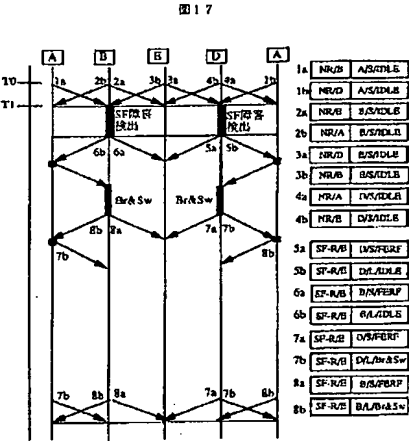 図17
A B E D A
T0 1a 2b 2a 3b 3a 4b 4a 1b
T1
SF障害 SF障害
検出 検出
6b 6a 5a 5b
Br&Sw Br&Sw
8b 8a 7a 7b
7b 8b
7b 8b 8a 7a 7b 8b
1a NR/B A/S/IDLE
1b NR/D A/S/IDLE
2a NR/E B/S/IDLE
2b NR/A B/S/IDLE
3a NR/D E/S/IDLE
3b NR/B E/S/IDLE
4a NR/A D/S/IDLE
4b NR/E D/S/IDLE
5a SF-R/B D/S/FERF
5b SF-R/B D/L/IDLE
6a SF-R/E B/S/FERF
6b SF-R/E B/L/IDLE
7a SF-R/B D/S/FERF
7b SF-R/B D/L/Br&Sw
8a SF-R/E B/S/FERF
8b SF-R/E B/L/Br&Sw